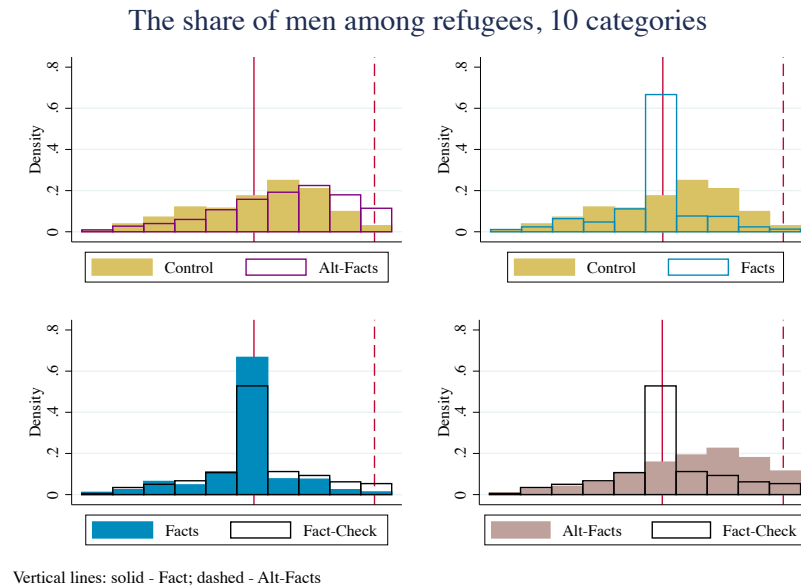 The share of men among refugees, 10 categories
Density
0 .2 .4 .6 .8
Control Alt-Facts
Density
0 .2 .4 .6 .8
Control Facts
Density
0 .2 .4 .6 .8
Facts Fact-Check
Density
0 .2 .4 .6 .8
Alt-Facts Fact-Check
Vertical lines: solid - Fact; dashed - Alt-Facts